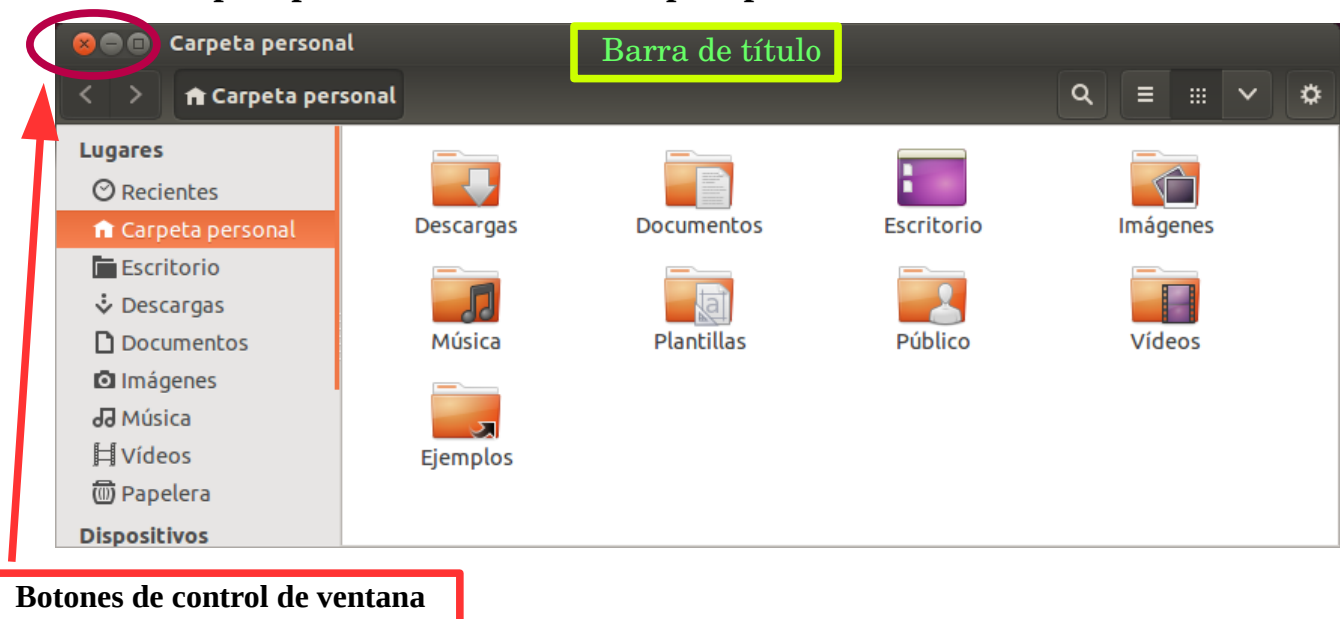 Carpeta personal
Barra de título
Carpeta personal
Lugares
Recientes
Carpeta personal
Escritorio
Descargas
Documentos
Imágenes
Música
Vídeos
Papelera
Dispositivos
Descargas Documentos Escritorio Imágenes
Música Plantillas Público Vídeos
Ejemplos
Botones de control de ventana